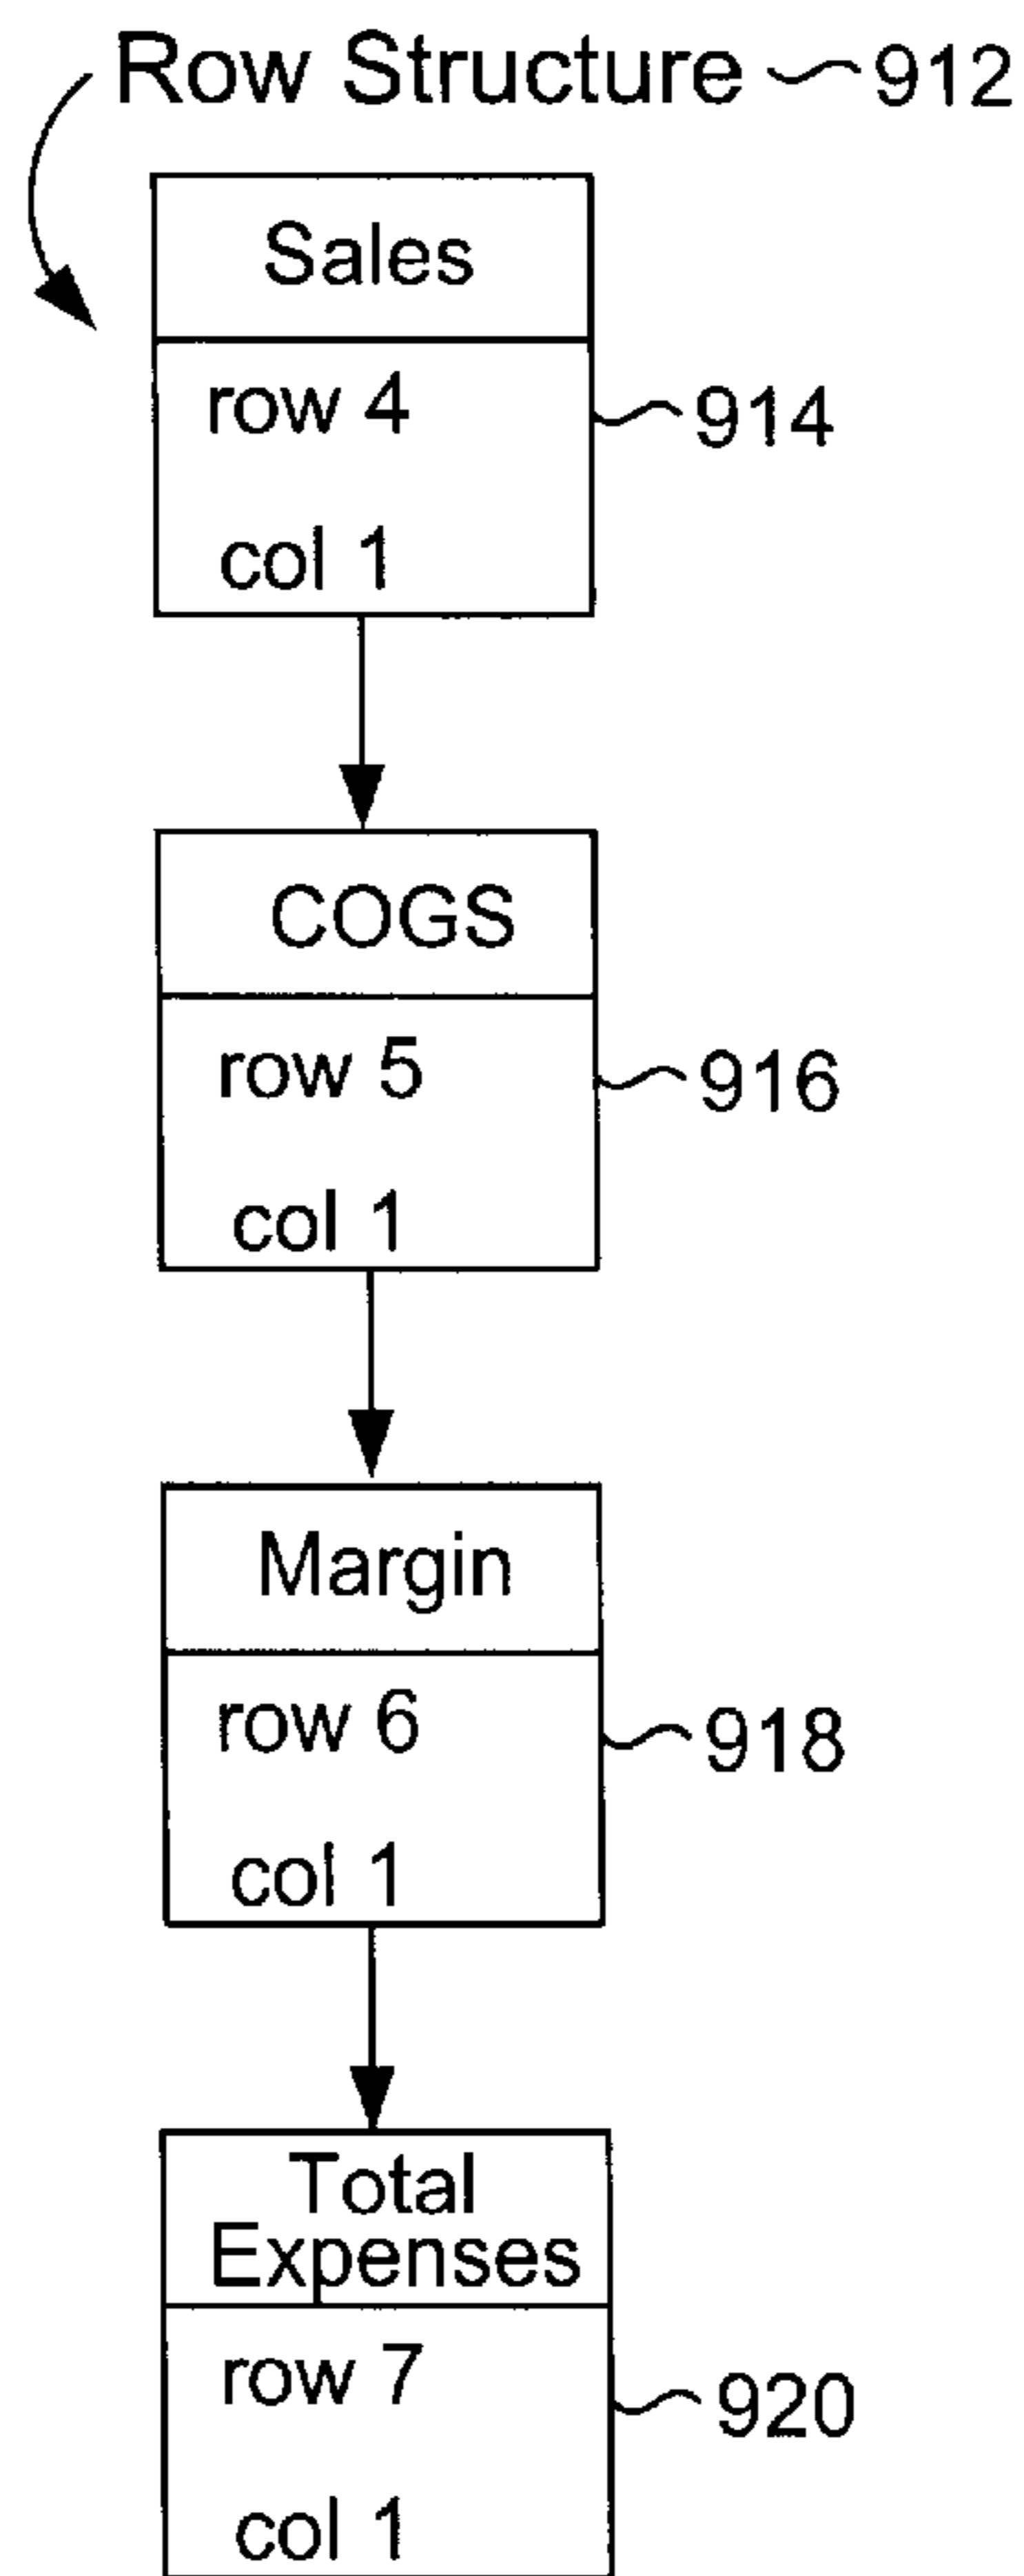 Row Structure 912
Sales
row 4
914
col 1
COGS
row 5
916
col 1
Margin
row 6
918
col 1
Total
Expenses
row 7
920
col 1